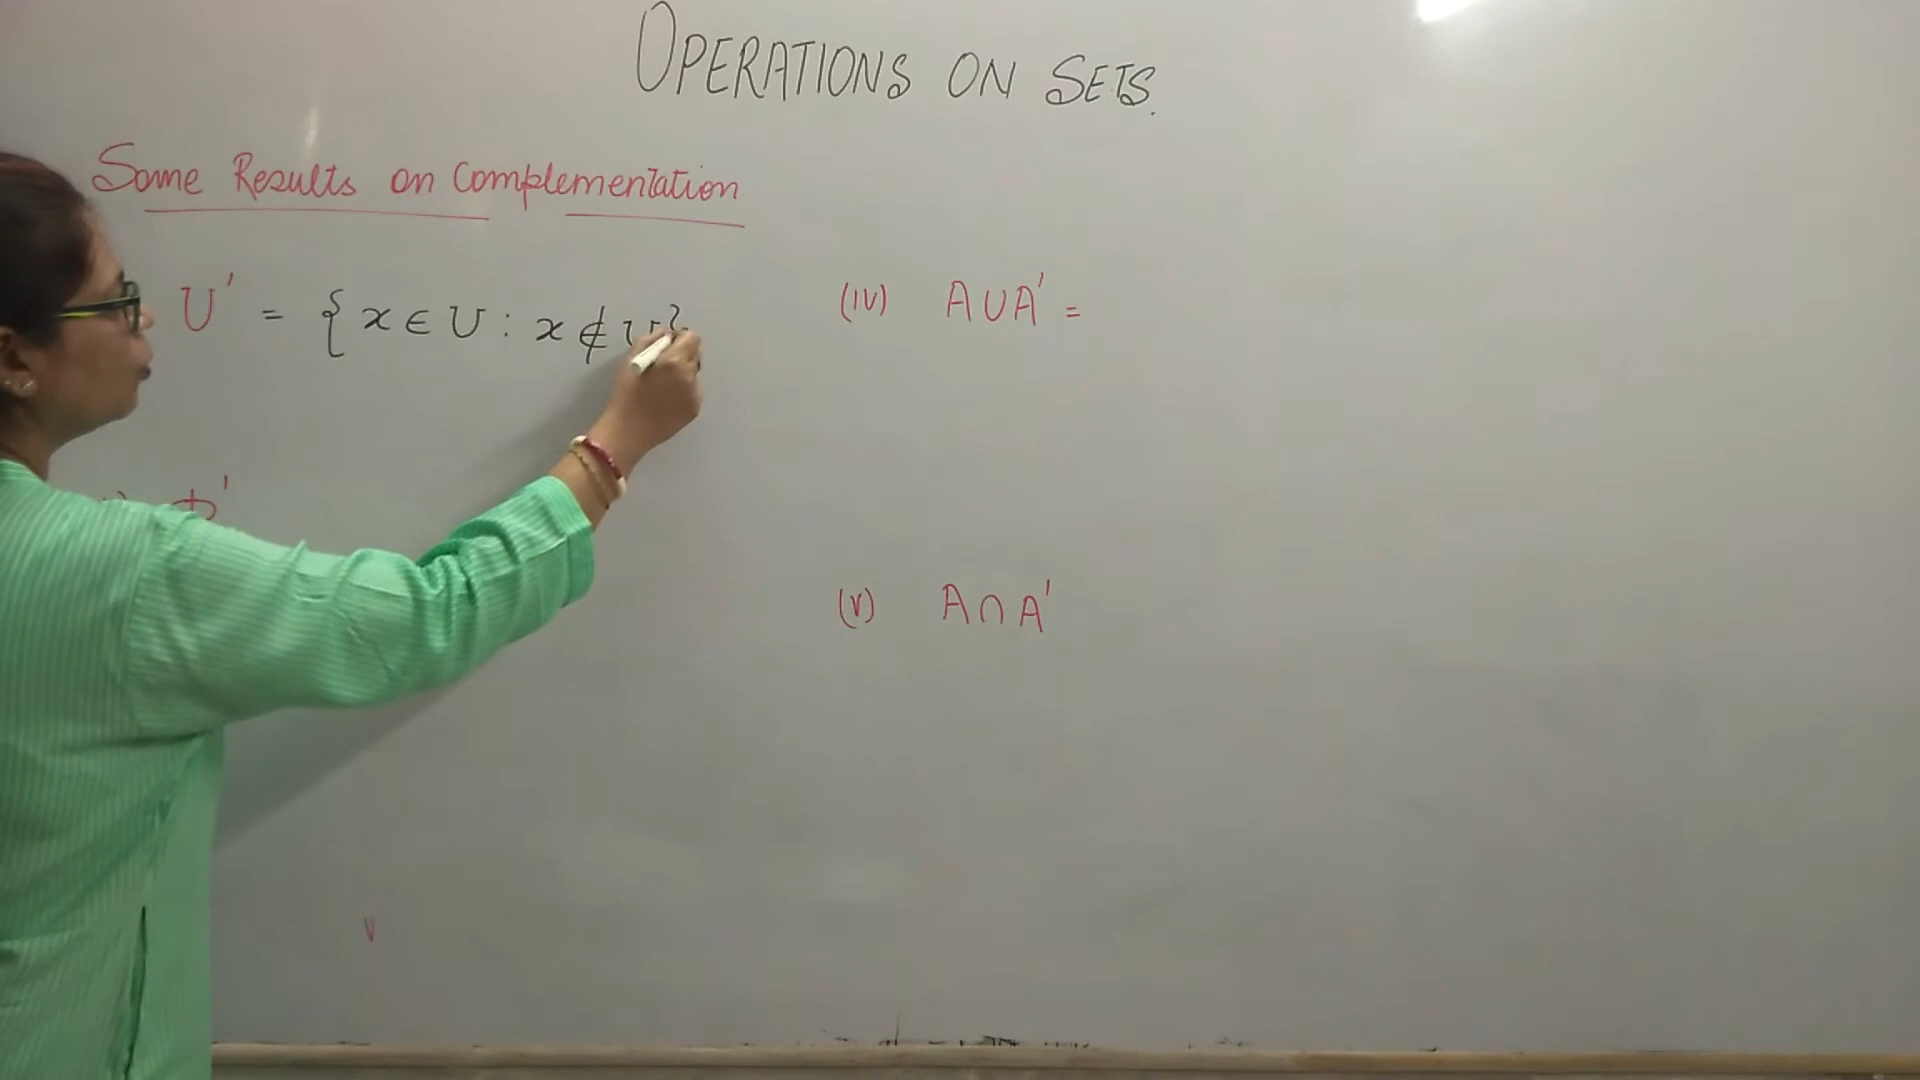 OPERATIONS ON SETS.
Some Results on Complementation
U' = { x ∈ U : x ∉ U }
ϕ'
(iv) A∪A' =
(v) A∩A'